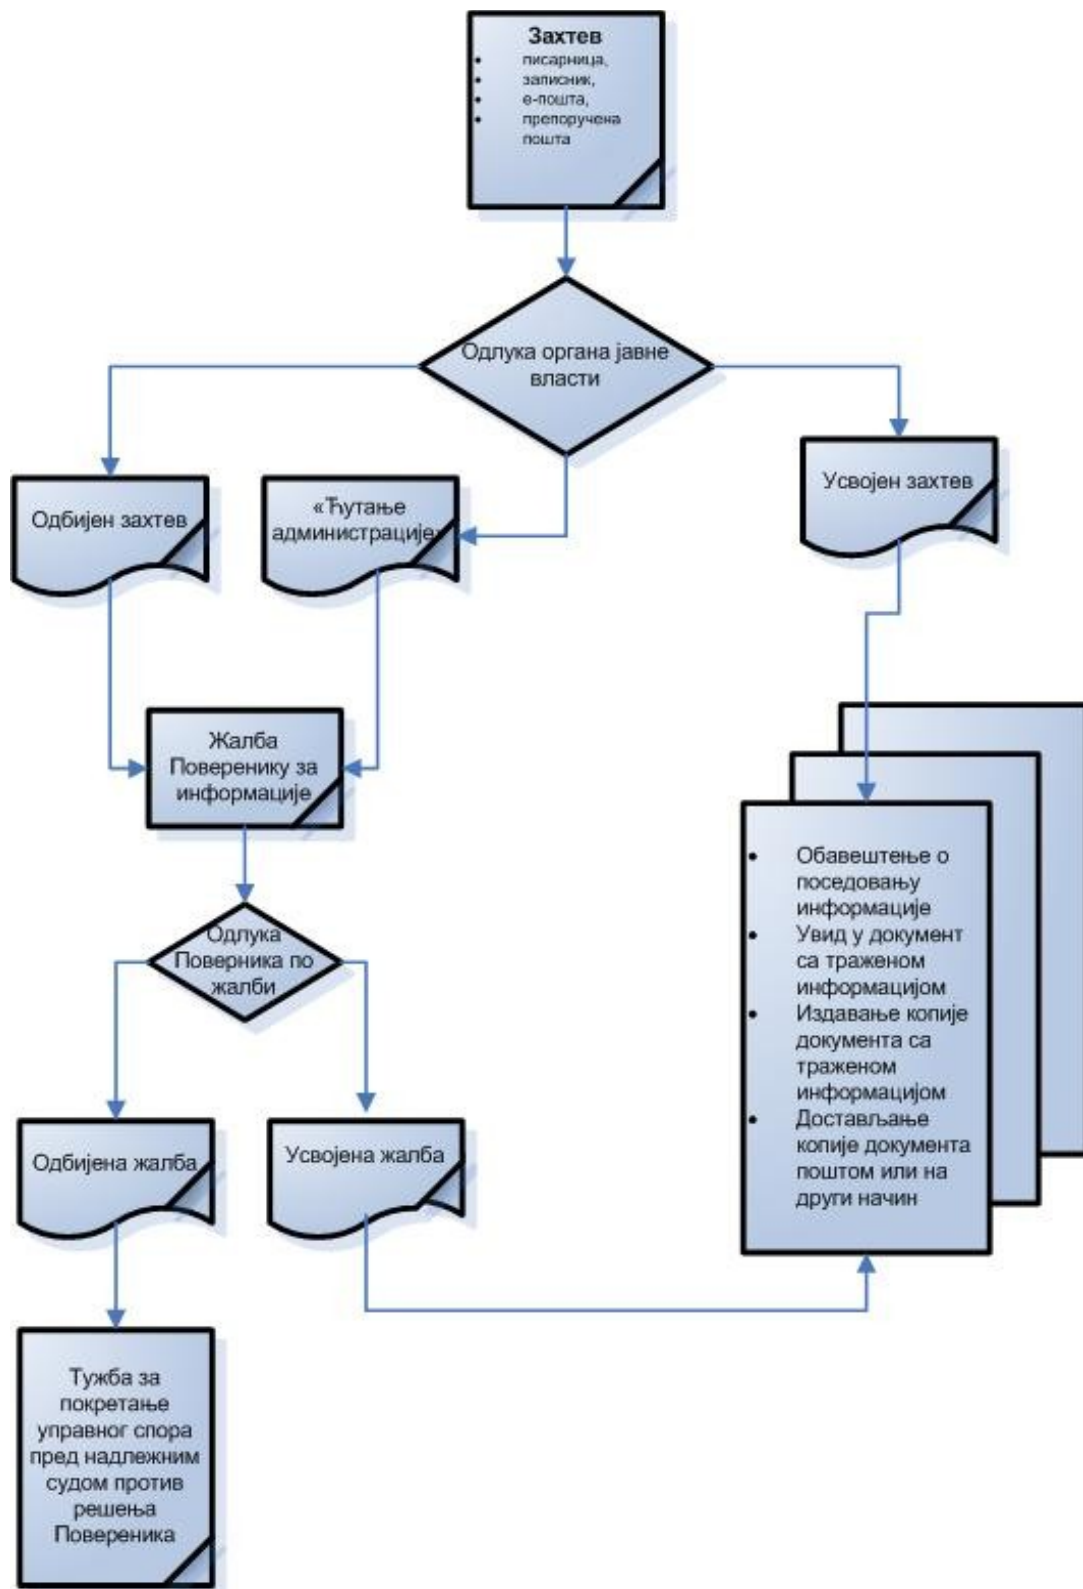 Захтев
• писарница,
• записник,
• е-пошта,
• препоручена
пошта
Одлука органа јавне
власти
Одбијен захтев
«Ћутање
администрације»
Усвојен захтев
Жалба
Поверенику за
информације
Одлука
Поверника по
жалби
• Обавештење о
поседовању
информације
• Увид у документ
са траженом
информацијом
• Издавање копије
документа са
траженом
информацијом
• Достављање
копије документа
поштом или на
други начин
Одбијена жалба
Усвојена жалба
Тужба за
покретање
управног спора
пред надлежним
судом против
решења
Повереника